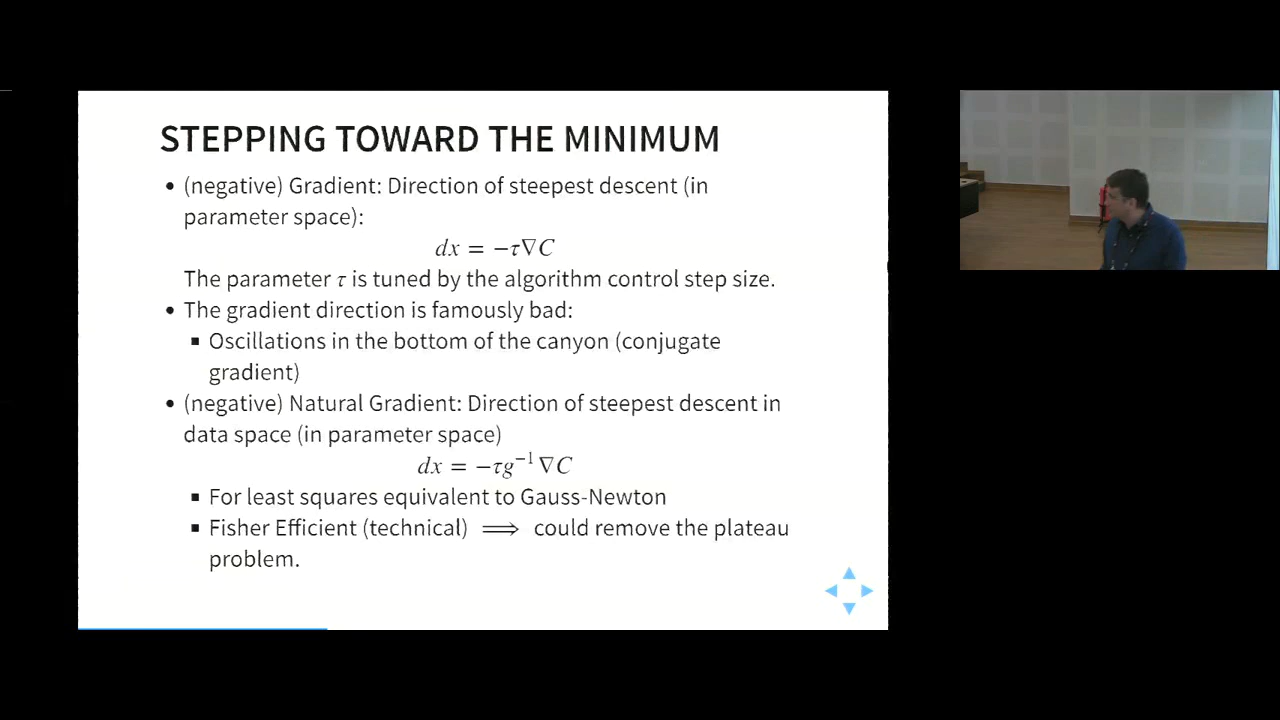 STEPPING TOWARD THE MINIMUM
• (negative) Gradient: Direction of steepest descent (in
parameter space):
dx = −τ∇C
The parameter τ is tuned by the algorithm control step size.
• The gradient direction is famously bad:
▪ Oscillations in the bottom of the canyon (conjugate
gradient)
• (negative) Natural Gradient: Direction of steepest descent in
data space (in parameter space)
dx = −τg⁻¹∇C
▪ For least squares equivalent to Gauss-Newton
▪ Fisher Efficient (technical) ⟹ could remove the plateau
problem.